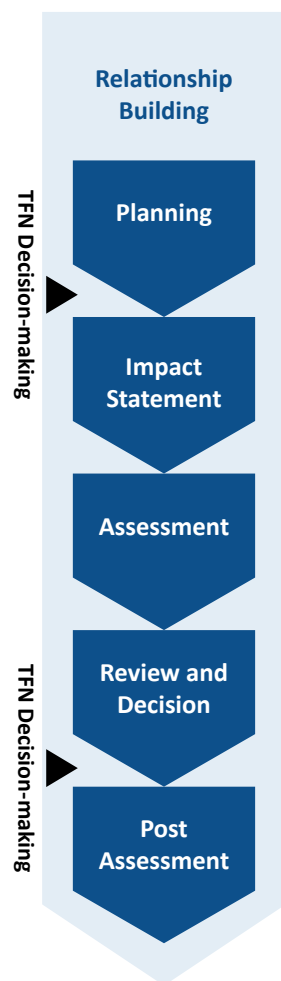 Relationship
Building
Planning
TFN Decision-making
Impact
Statement
Assessment
Review and
Decision
TFN Decision-making
Post
Assessment